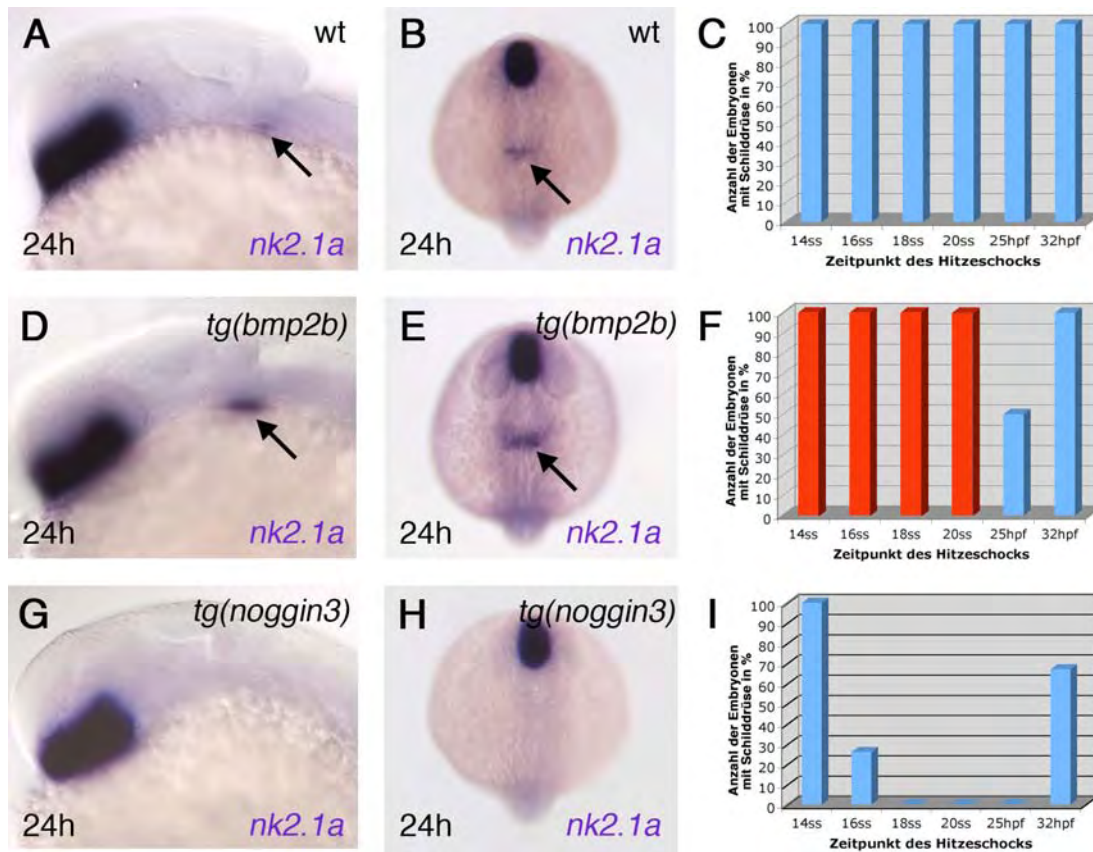 A
wt
24h
nk2.1a
B
wt
24h
nk2.1a
C
Anzahl der Embryonen
mit Schilddrüse in %
100
90
80
70
60
50
40
30
20
10
0
14ss 16ss 18ss 20ss 25hpf 32hpf
Zeitpunkt des Hitzeschocks
D
tg(bmp2b)
24h
nk2.1a
E
tg(bmp2b)
24h
nk2.1a
F
Anzahl der Embryonen
mit Schilddrüse in %
100
90
80
70
60
50
40
30
20
10
0
14ss 16ss 18ss 20ss 25hpf 32hpf
Zeitpunkt des Hitzeschocks
G
tg(noggin3)
24h
nk2.1a
H
tg(noggin3)
24h
nk2.1a
I
Anzahl der Embryonen
mit Schilddrüse in %
100
90
80
70
60
50
40
30
20
10
0
14ss 16ss 18ss 20ss 25hpf 32hpf
Zeitpunkt des Hitzeschocks